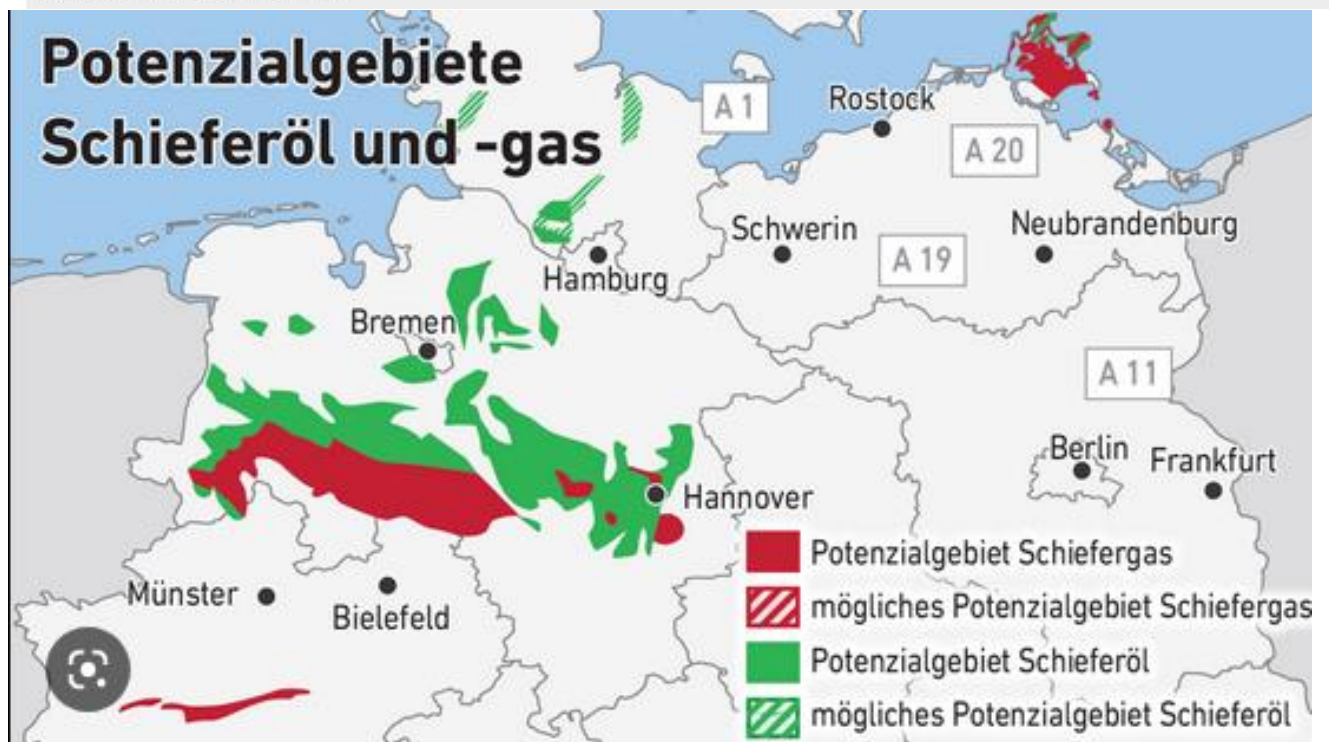 Potenzialgebiete
Schieferöl und -gas
A 1
Rostock
A 20
Schwerin
Neubrandenburg
A 19
Hamburg
Bremen
A 11
Berlin
Frankfurt
Hannover
Potenzialgebiet Schiefergas
Münster
Bielefeld
mögliches Potenzialgebiet Schiefergas
Potenzialgebiet Schieferöl
mögliches Potenzialgebiet Schieferöl